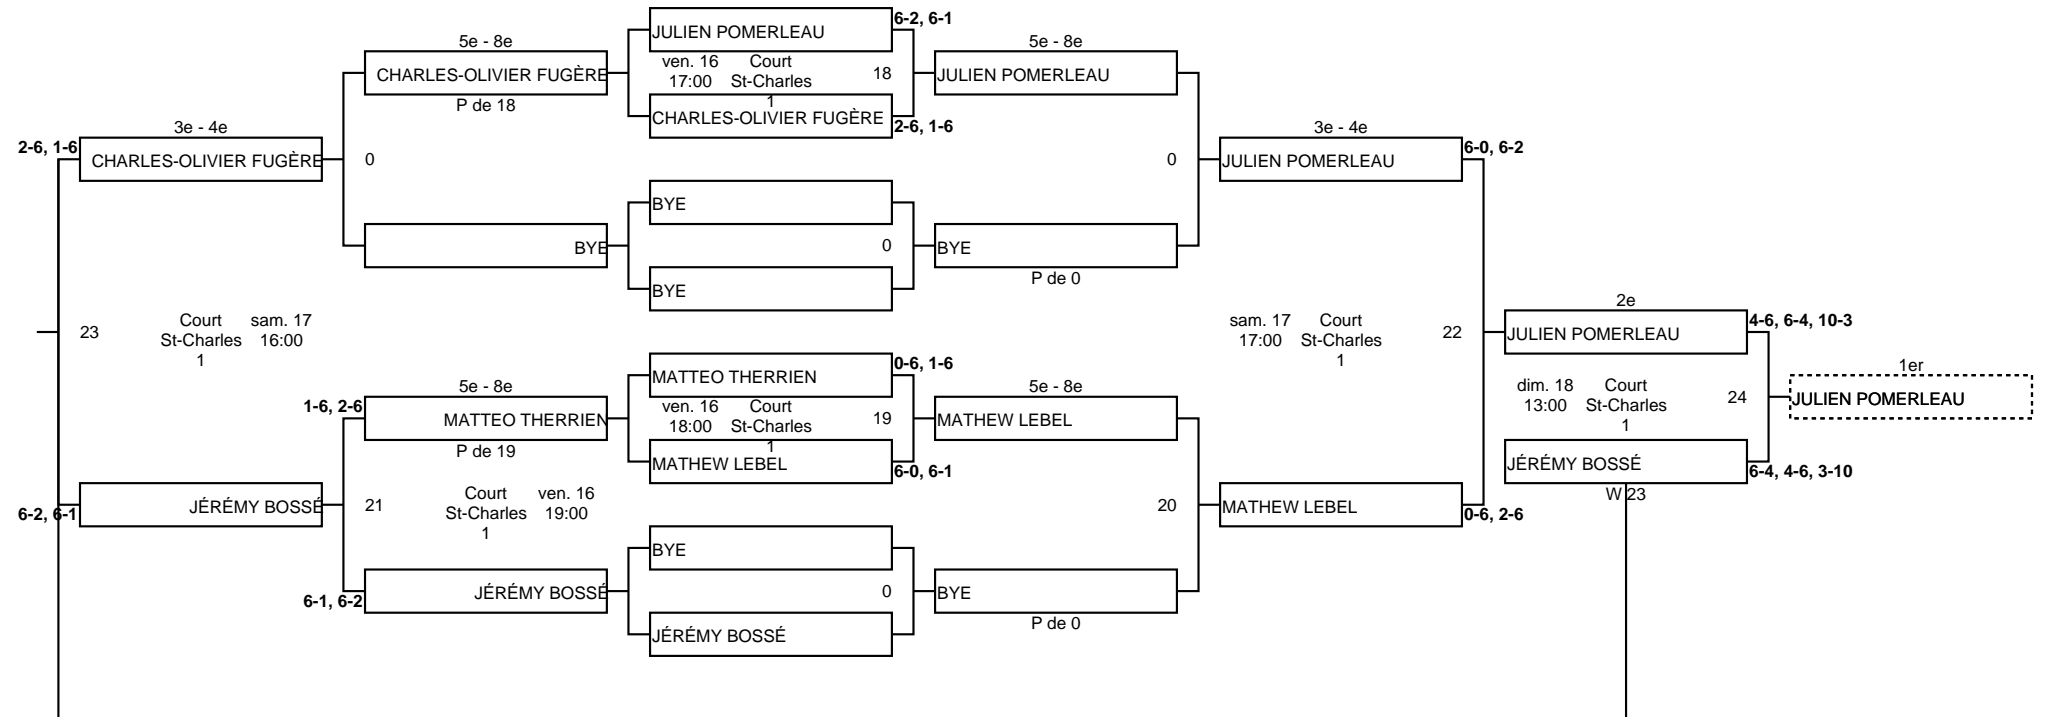 JULIEN POMERLEAU
6-2, 6-1
5e - 8e
CHARLES-OLIVIER FUGÈRE
P de 18
ven. 16 Court
17:00 St-Charles
1
18
5e - 8e
JULIEN POMERLEAU
CHARLES-OLIVIER FUGÈRE
2-6, 1-6
3e - 4e
2-6, 1-6
CHARLES-OLIVIER FUGÈRE
0
0
3e - 4e
JULIEN POMERLEAU
6-0, 6-2
BYE
BYE
0
BYE
P de 0
BYE
23
Court sam. 17
St-Charles 16:00
1
sam. 17 Court
17:00 St-Charles
1
22
2e
JULIEN POMERLEAU
4-6, 6-4, 10-3
MATTEO THERRIEN
0-6, 1-6
5e - 8e
1-6, 2-6
MATTEO THERRIEN
P de 19
ven. 16 Court
18:00 St-Charles
1
19
5e - 8e
MATHEW LEBEL
dim. 18 Court
13:00 St-Charles
1
24
1er
JULIEN POMERLEAU
MATHEW LEBEL
6-0, 6-1
JÉRÉMY BOSSÉ
6-4, 4-6, 3-10
W 23
6-2, 6-1
JÉRÉMY BOSSÉ
21
Court ven. 16
St-Charles 19:00
1
20
MATHEW LEBEL
0-6, 2-6
BYE
6-1, 6-2
JÉRÉMY BOSSÉ
0
BYE
P de 0
JÉRÉMY BOSSÉ